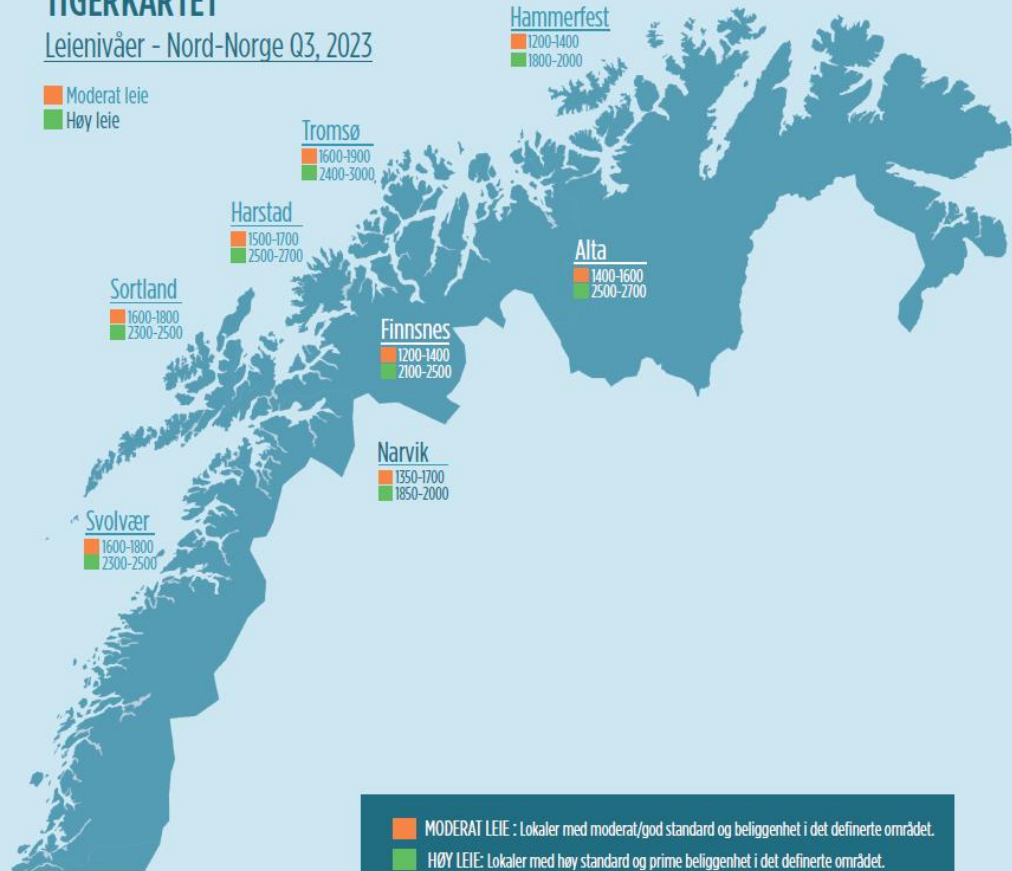 TIGERKARTET
Leienivåer - Nord-Norge Q3, 2023
Moderat leie
Høy leie
Hammerfest
1200-1400
1800-2000
Tromsø
1600-1900
2400-3000
Harstad
1500-1700
2500-2700
Alta
1400-1600
2500-2700
Sortland
1600-1800
2300-2500
Finnsnes
1200-1400
2100-2500
Narvik
1350-1700
1850-2000
Svolvær
1600-1800
2300-2500
MODERAT LEIE : Lokaler med moderat/god standard og beliggenhet i det definerte området.
HØY LEIE: Lokaler med høy standard og prime beliggenhet i det definerte området.